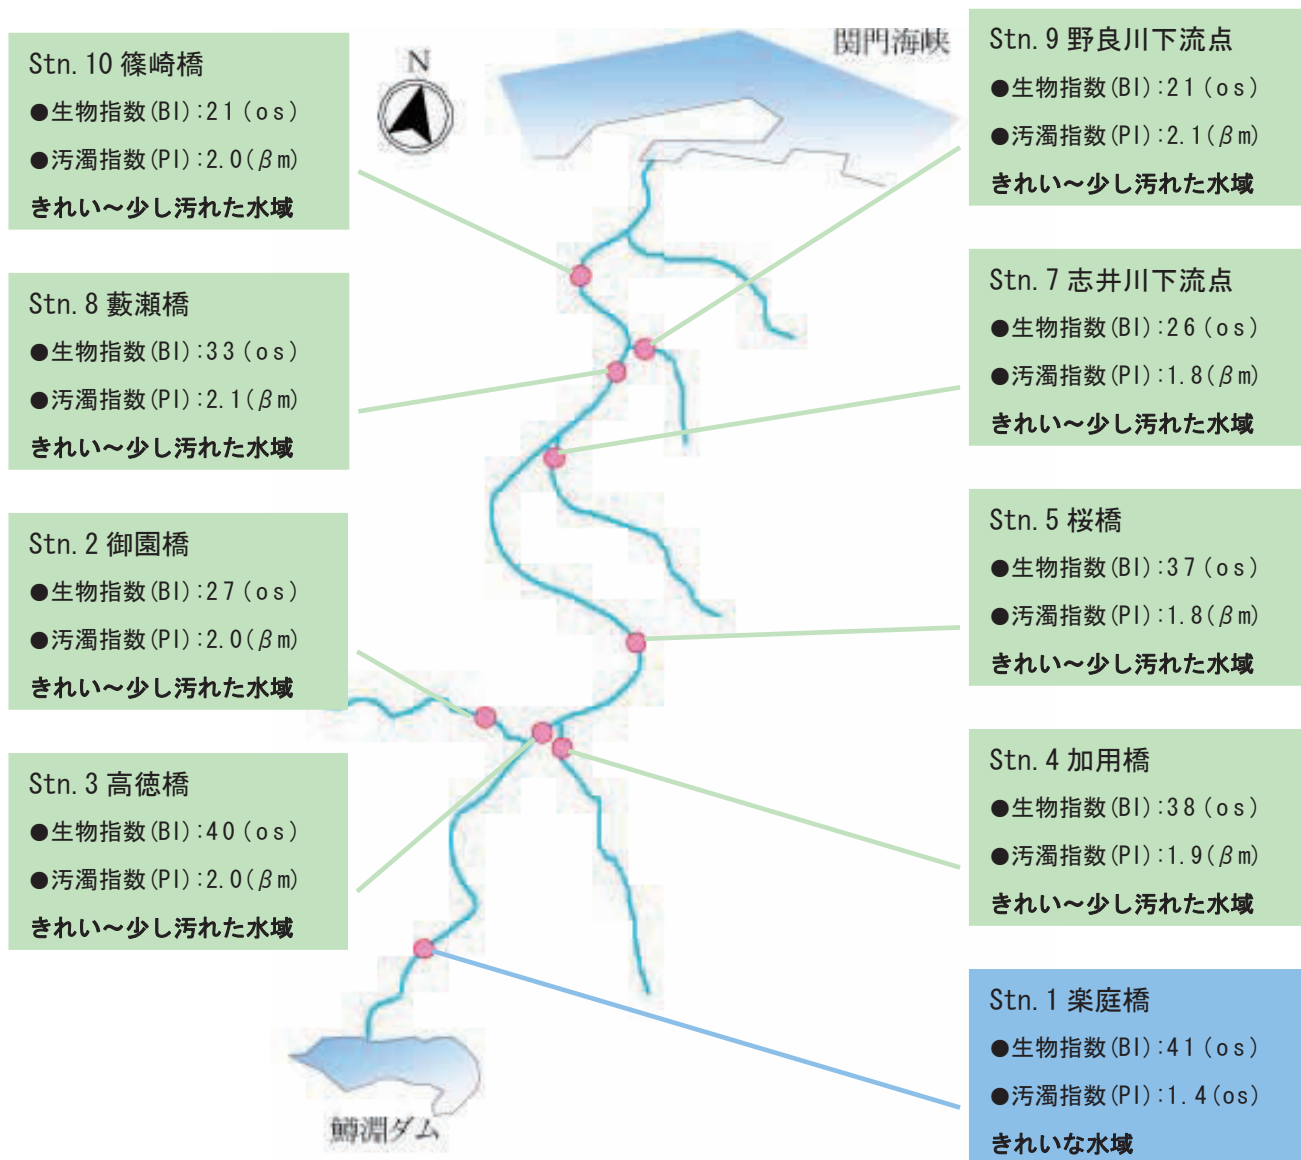 関門海峡
N
Stn. 10 篠崎橋
●生物指数(BI):21(os)
●汚濁指数(PI):2.0(βm)
きれい～少し汚れた水域
Stn. 9 野良川下流点
●生物指数(BI):21(os)
●汚濁指数(PI):2.1(βm)
きれい～少し汚れた水域
Stn. 8 藪瀬橋
●生物指数(BI):33(os)
●汚濁指数(PI):2.1(βm)
きれい～少し汚れた水域
Stn. 7 志井川下流点
●生物指数(BI):26(os)
●汚濁指数(PI):1.8(βm)
きれい～少し汚れた水域
Stn. 2 御園橋
●生物指数(BI):27(os)
●汚濁指数(PI):2.0(βm)
きれい～少し汚れた水域
Stn. 5 桜橋
●生物指数(BI):37(os)
●汚濁指数(PI):1.8(βm)
きれい～少し汚れた水域
Stn. 3 高徳橋
●生物指数(BI):40(os)
●汚濁指数(PI):2.0(βm)
きれい～少し汚れた水域
Stn. 4 加用橋
●生物指数(BI):38(os)
●汚濁指数(PI):1.9(βm)
きれい～少し汚れた水域
Stn. 1 楽庭橋
●生物指数(BI):41(os)
●汚濁指数(PI):1.4(os)
きれいな水域
鱒淵ダム